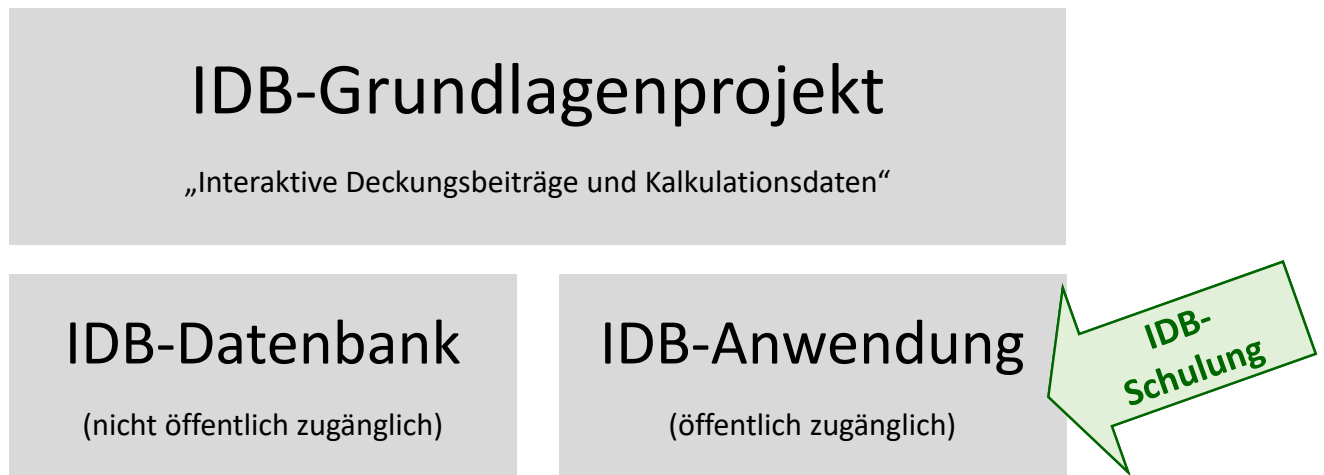 IDB-Grundlagenprojekt
„Interaktive Deckungsbeiträge und Kalkulationsdaten“
IDB-Datenbank
(nicht öffentlich zugänglich)
IDB-Anwendung
(öffentlich zugänglich)
IDB-
Schulung